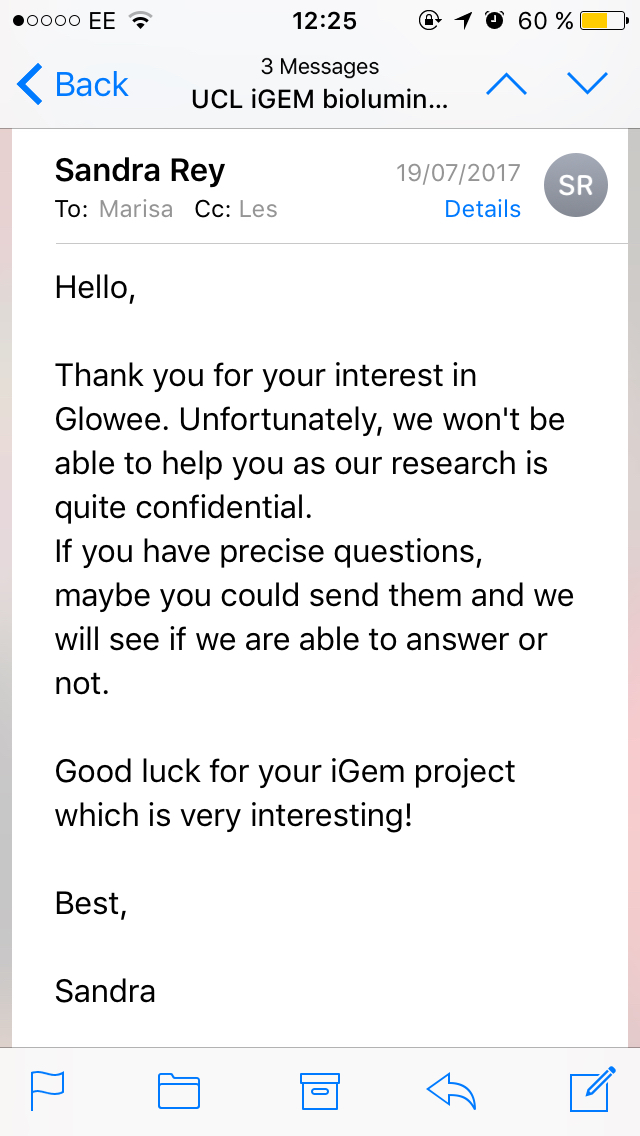 EE 12:25 60 %
Back
3 Messages
UCL iGEM biolumin...
Sandra Rey 19/07/2017 SR
To: Marisa Cc: Les Details
Hello,
Thank you for your interest in
Glowee. Unfortunately, we won't be
able to help you as our research is
quite confidential.
If you have precise questions,
maybe you could send them and we
will see if we are able to answer or
not.
Good luck for your iGem project
which is very interesting!
Best,
Sandra